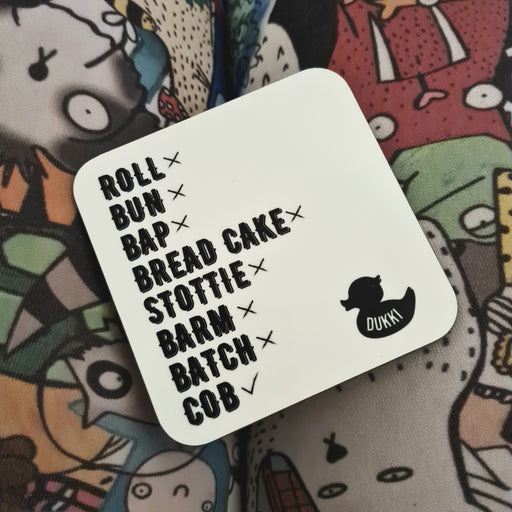 ROLL×
BUN×
BAP×
BREAD CAKE×
STOTTIE×
BARM×
BATCH×
COB✓
DUKKI